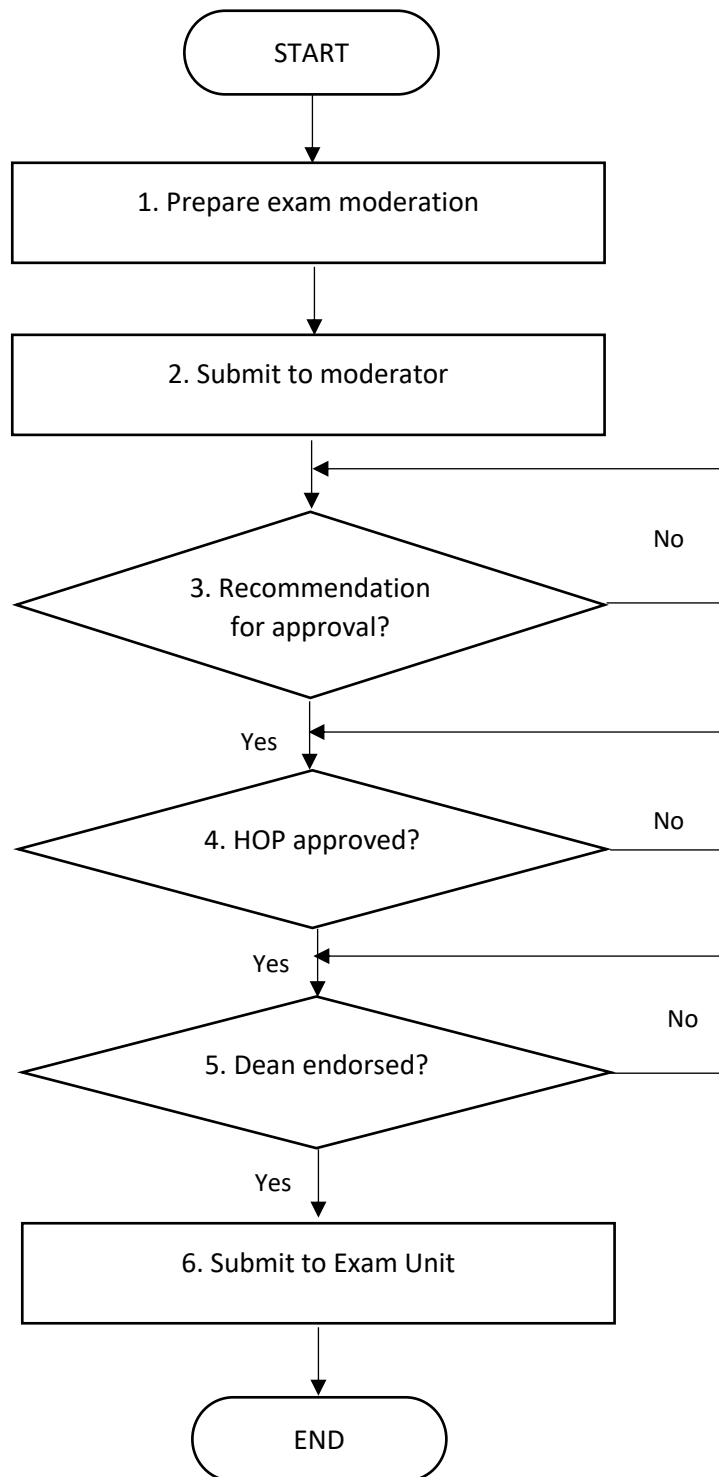 START
1. Prepare exam moderation
2. Submit to moderator
No
3. Recommendation
for approval?
Yes
No
4. HOP approved?
Yes
No
5. Dean endorsed?
Yes
6. Submit to Exam Unit
END